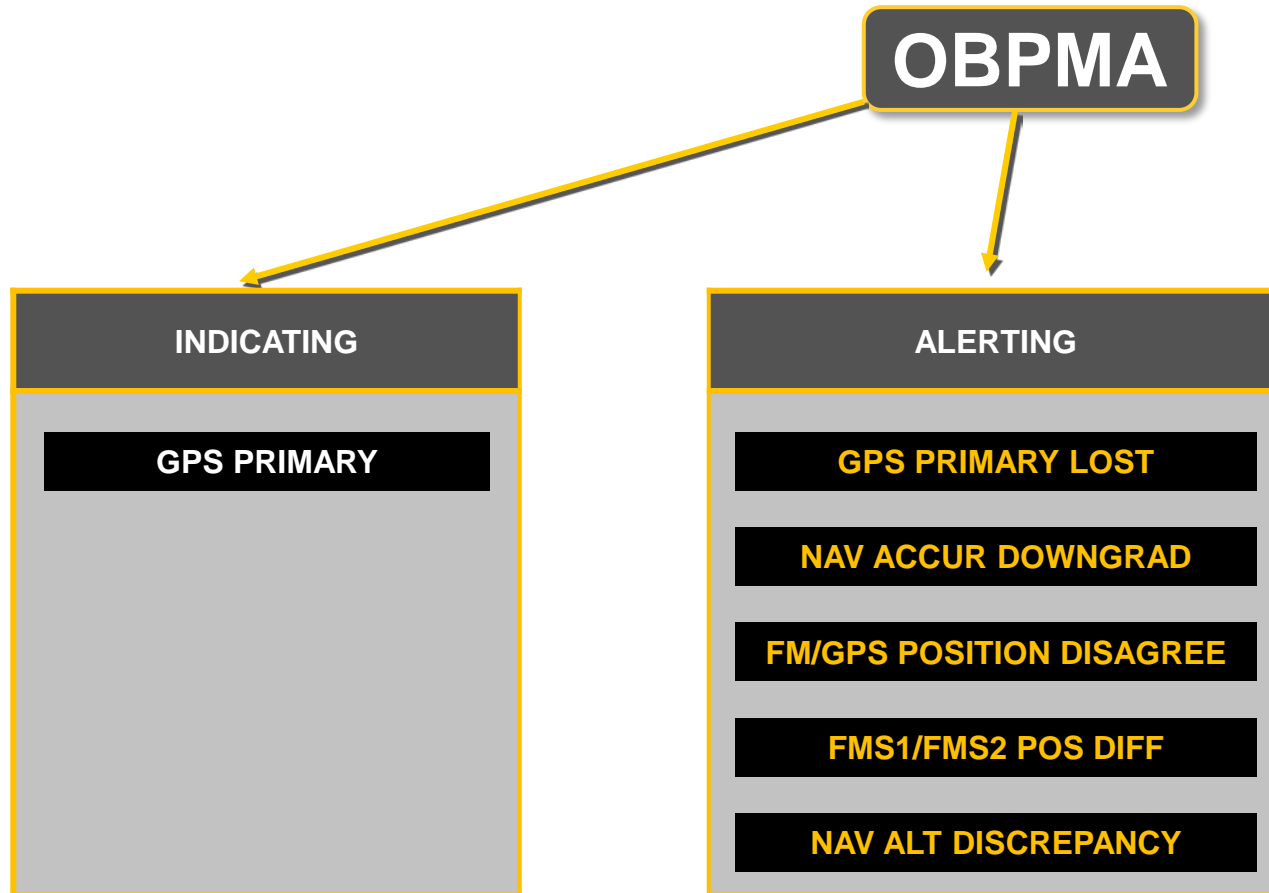 OBPMA
INDICATING
GPS PRIMARY
ALERTING
GPS PRIMARY LOST
NAV ACCUR DOWNGRAD
FM/GPS POSITION DISAGREE
FMS1/FMS2 POS DIFF
NAV ALT DISCREPANCY